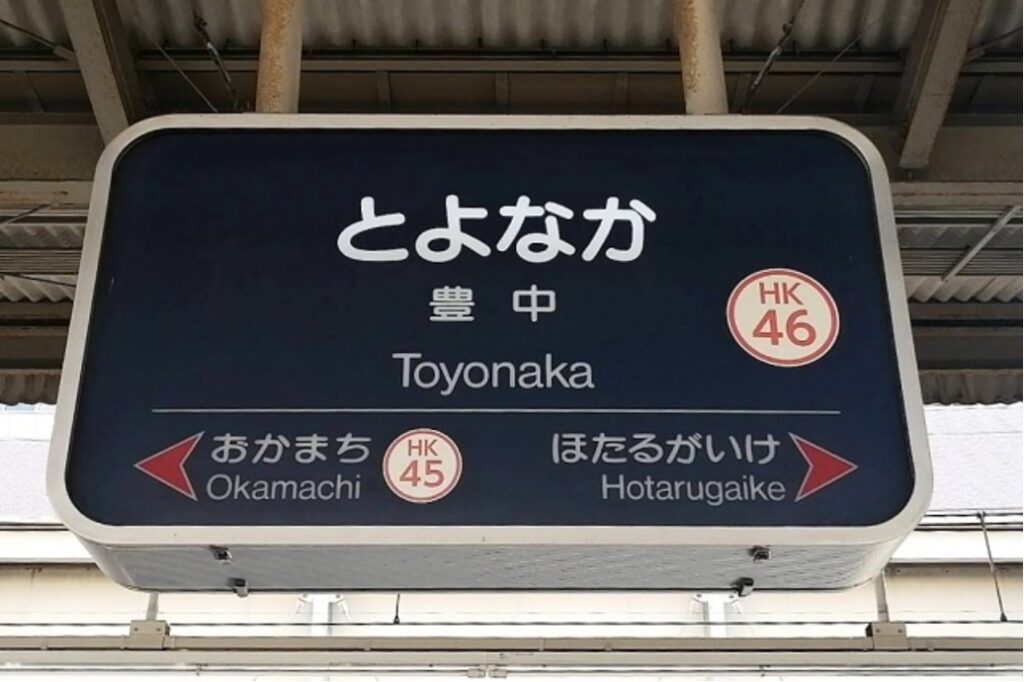 とよなか
豊中
HK
46
Toyonaka
おかまち
Okamachi
HK
45
ほたるがいけ
Hotarugaike